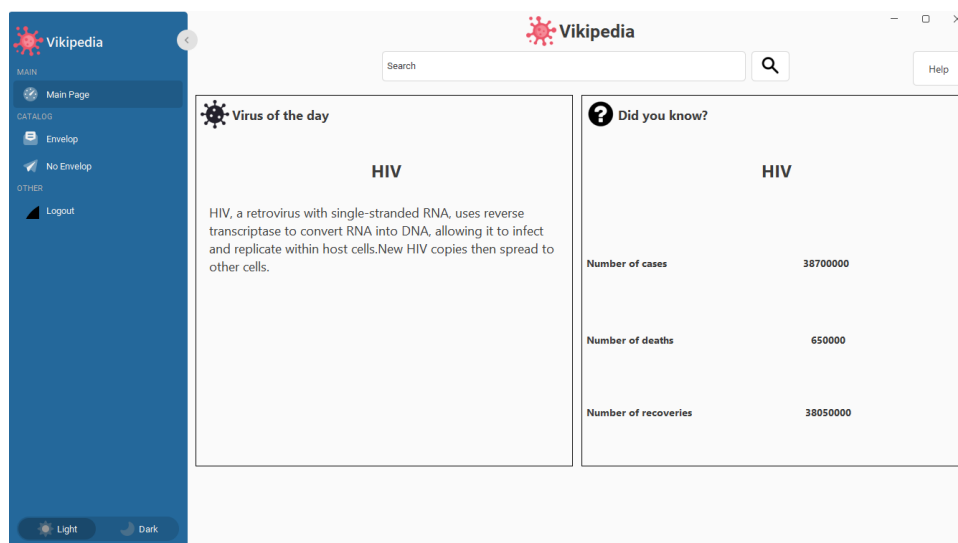 Vikipedia
MAIN
Main Page
CATALOG
Envelop
No Envelop
OTHER
Logout
Light
Dark
Vikipedia
Search
Help
Virus of the day
HIV
HIV, a retrovirus with single-stranded RNA, uses reverse
transcriptase to convert RNA into DNA, allowing it to infect
and replicate within host cells.New HIV copies then spread to
other cells.
Did you know?
HIV
Number of cases 38700000
Number of deaths 650000
Number of recoveries 38050000